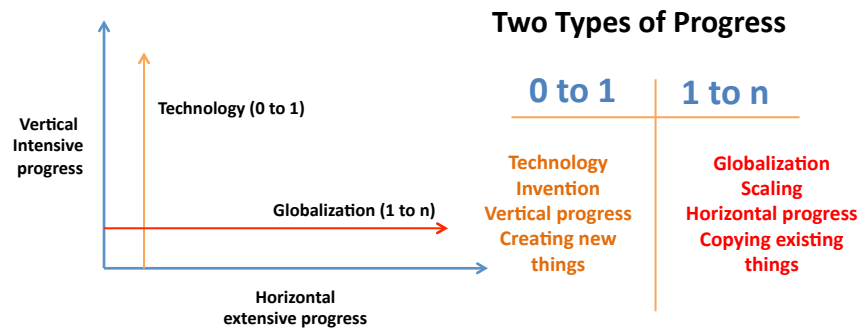 Two Types of Progress
Vertical
Intensive
progress
Technology (0 to 1)
Globalization (1 to n)
Horizontal
extensive progress
0 to 1
1 to n
Technology
Invention
Vertical progress
Creating new
things
Globalization
Scaling
Horizontal progress
Copying existing
things